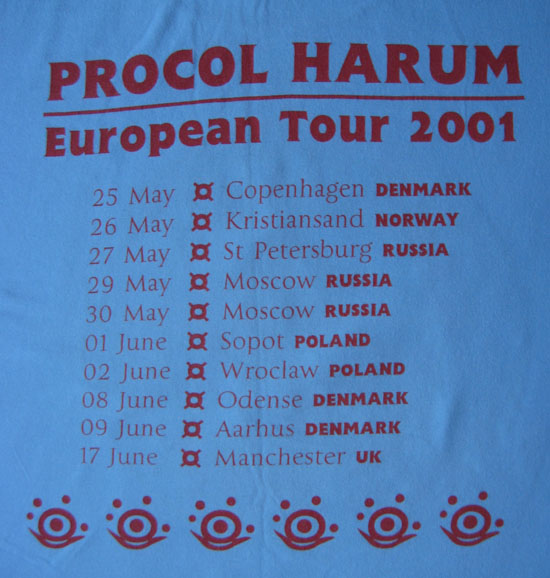 PROCOL HARUM
European Tour 2001
25 May ¤ Copenhagen DENMARK
26 May ¤ Kristiansand NORWAY
27 May ¤ St Petersburg RUSSIA
29 May ¤ Moscow RUSSIA
30 May ¤ Moscow RUSSIA
01 June ¤ Sopot POLAND
02 June ¤ Wroclaw POLAND
08 June ¤ Odense DENMARK
09 June ¤ Aarhus DENMARK
17 June ¤ Manchester UK